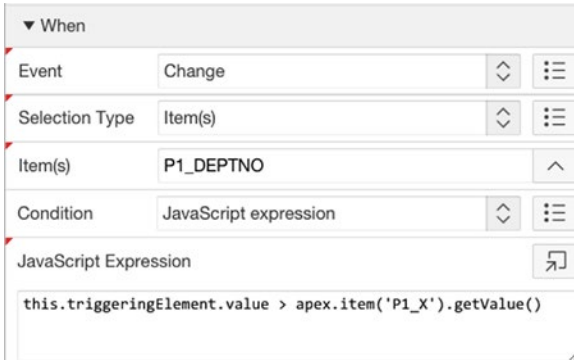 When
Event Change
Selection Type Item(s)
Item(s) P1_DEPTNO
Condition JavaScript expression
JavaScript Expression
this.triggeringElement.value > apex.item('P1_X').getValue()